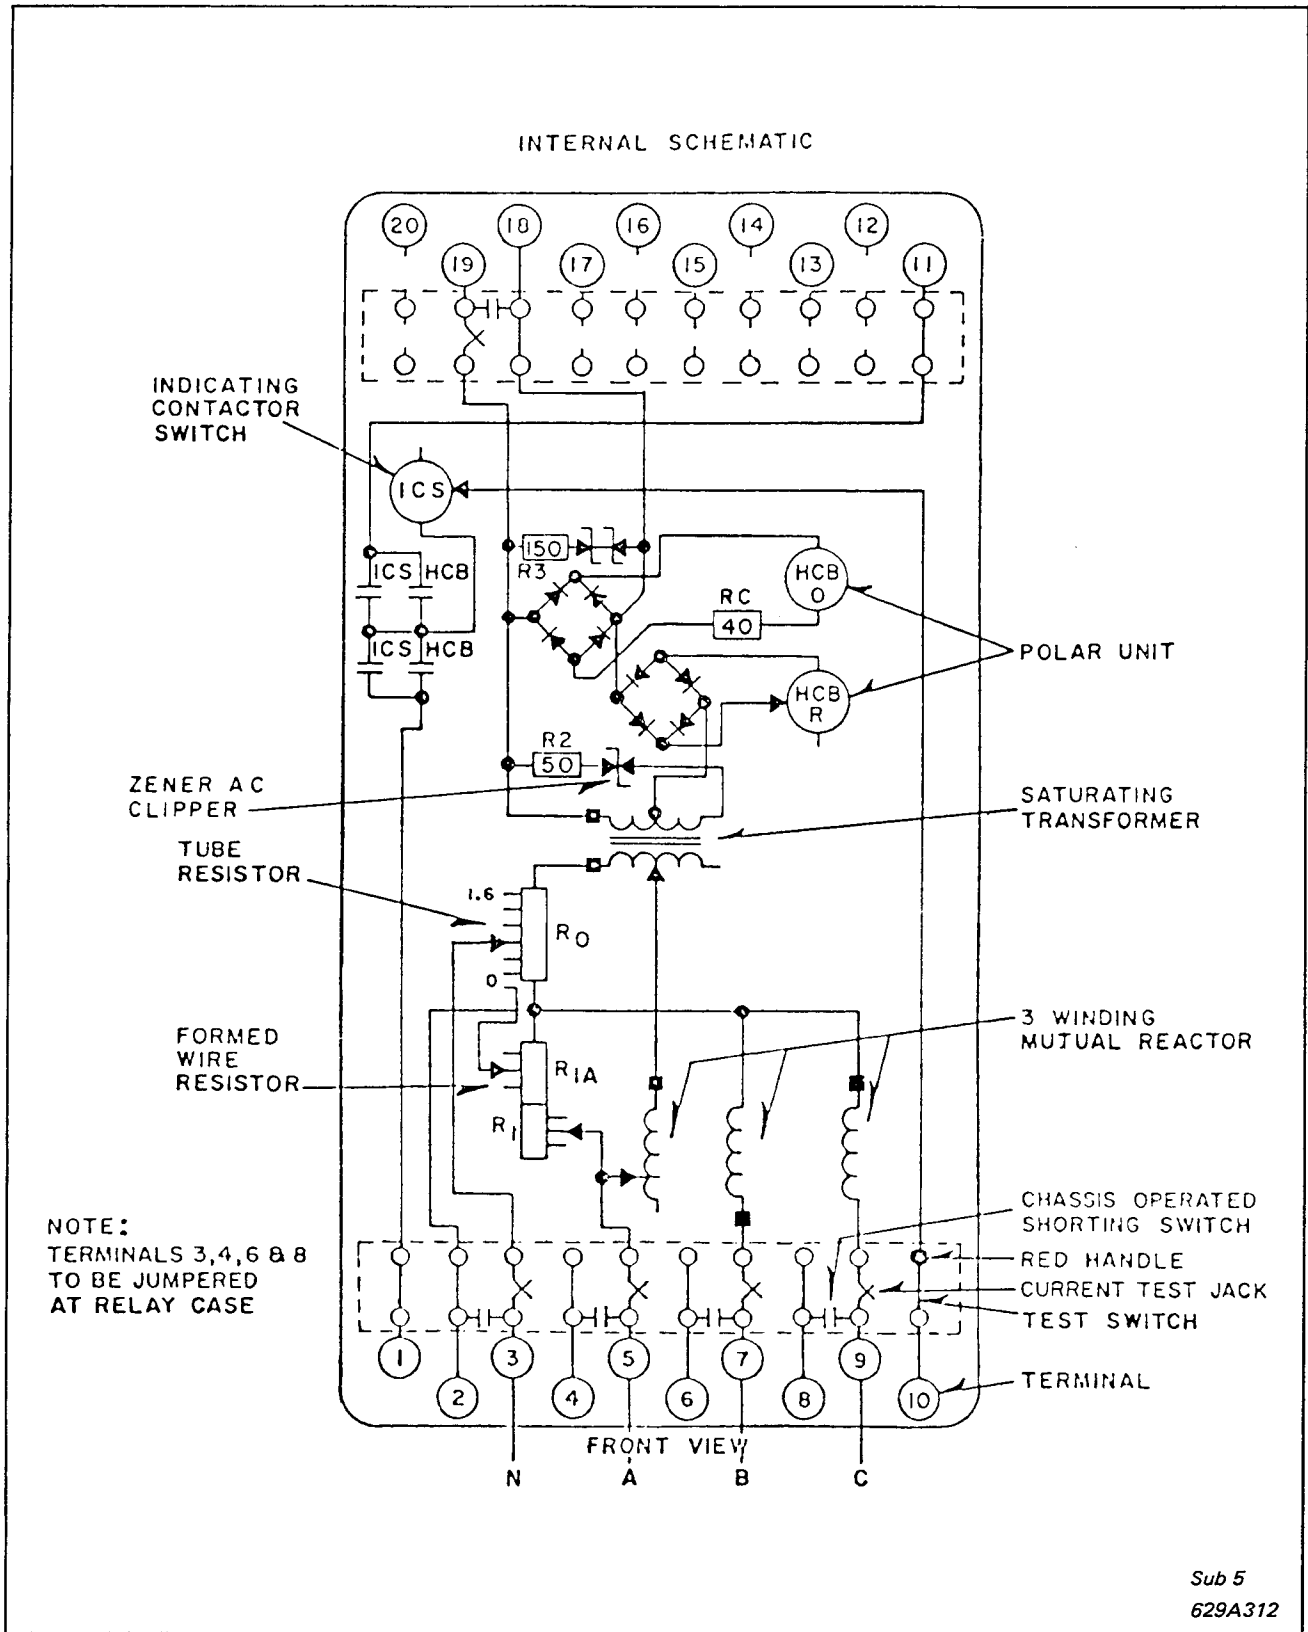 INTERNAL SCHEMATIC
20
18
16
14
12
19
17
15
13
11
INDICATING
CONTACTOR
SWITCH
ICS
150
R3
ICS HCB
ICS HCB
HCB
O
RC
40
POLAR UNIT
HCB
R
R2
50
ZENER AC
CLIPPER
SATURATING
TRANSFORMER
TUBE
RESISTOR
1.6
RO
0
FORMED
WIRE
RESISTOR
R1A
R1
3 WINDING
MUTUAL REACTOR
CHASSIS OPERATED
SHORTING SWITCH
NOTE:
TERMINALS 3,4,6 & 8
TO BE JUMPERED
AT RELAY CASE
RED HANDLE
CURRENT TEST JACK
TEST SWITCH
1
3
5
7
9
2
4
6
8
10
TERMINAL
FRONT VIEW
N A B C
Sub 5
629A312